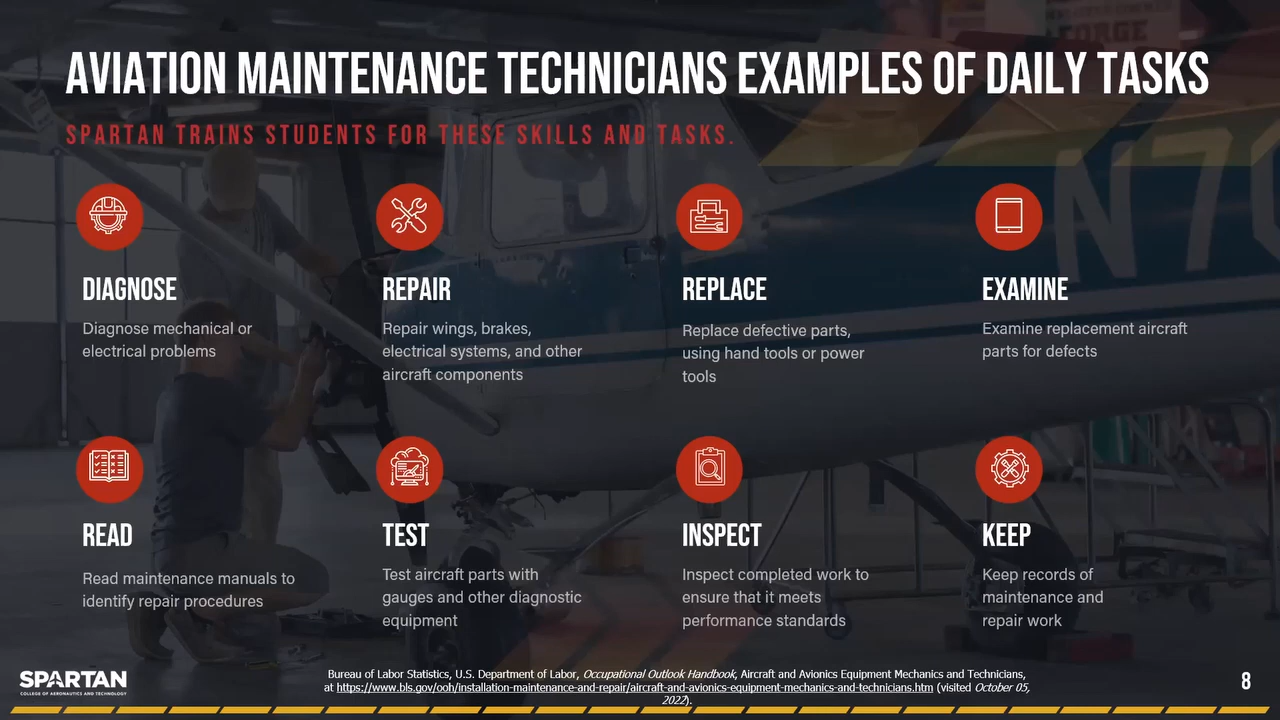 AVIATION MAINTENANCE TECHNICIANS EXAMPLES OF DAILY TASKS
SPARTAN TRAINS STUDENTS FOR THESE SKILLS AND TASKS.
DIAGNOSE
Diagnose mechanical or
electrical problems
REPAIR
Repair wings, brakes,
electrical systems, and other
aircraft components
REPLACE
Replace defective parts,
using hand tools or power
tools
EXAMINE
Examine replacement aircraft
parts for defects
READ
Read maintenance manuals to
identify repair procedures
TEST
Test aircraft parts with
gauges and other diagnostic
equipment
INSPECT
Inspect completed work to
ensure that it meets
performance standards
KEEP
Keep records of
maintenance and
repair work
SPARTAN
COLLEGE OF AERONAUTICS AND TECHNOLOGY
Bureau of Labor Statistics, U.S. Department of Labor, Occupational Outlook Handbook, Aircraft and Avionics Equipment Mechanics and Technicians,
at https://www.bls.gov/ooh/installation-maintenance-and-repair/aircraft-and-avionics-equipment-mechanics-and-technicians.htm (visited October 05,
2022).
8
N7